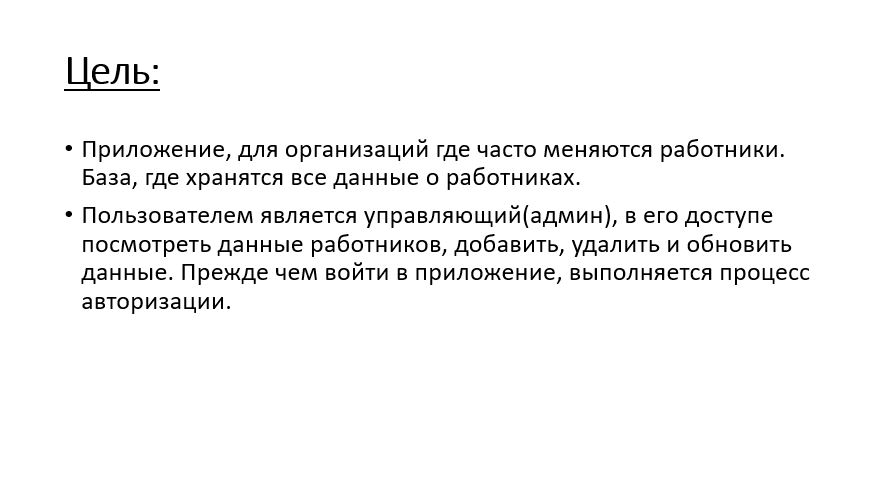 Цель:
• Приложение, для организаций где часто меняются работники.
База, где хранятся все данные о работниках.
• Пользователем является управляющий(админ), в его доступе
посмотреть данные работников, добавить, удалить и обновить
данные. Прежде чем войти в приложение, выполняется процесс
авторизации.